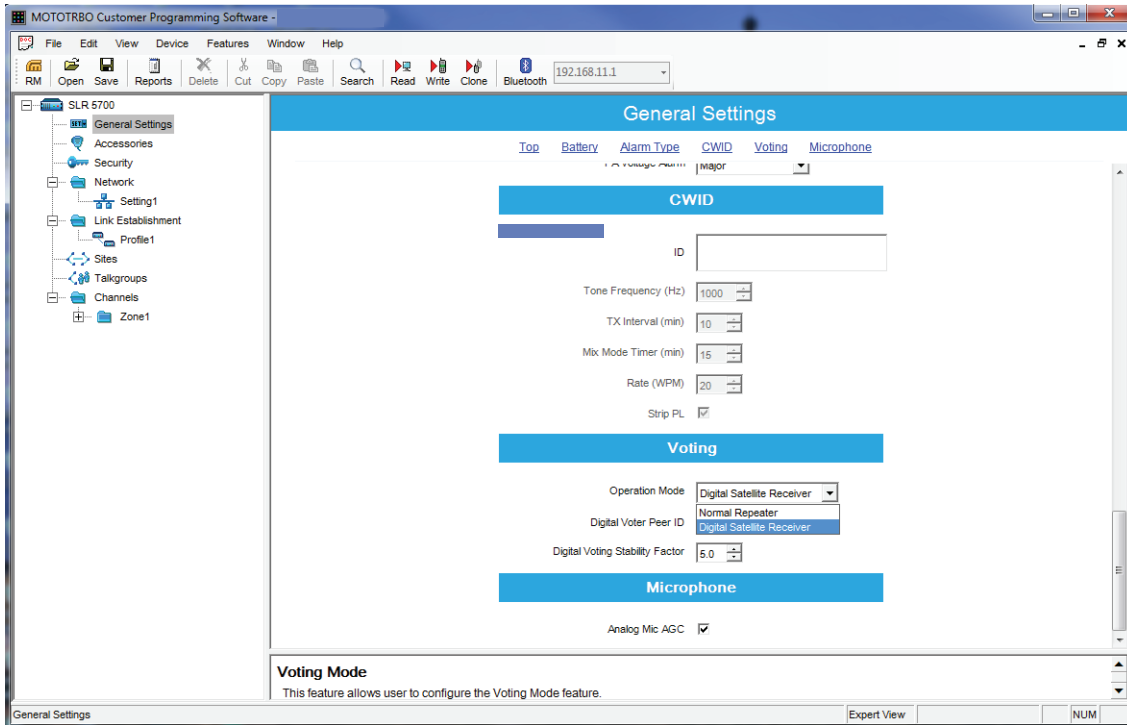 MOTOTRBO Customer Programming Software -
File Edit View Device Features Window Help
RM Open Save Reports Delete Cut Copy Paste Search Read Write Clone Bluetooth 192.168.11.1
SLR 5700
General Settings
Accessories
Security
Network
Setting1
Link Establishment
Profile1
Sites
Talkgroups
Channels
Zone1
General Settings
Top Battery Alarm Type CWID Voting Microphone
PA Voltage Alarm Major
CWID
ID
Tone Frequency (Hz) 1000
TX Interval (min) 10
Mix Mode Timer (min) 15
Rate (WPM) 20
Strip PL
Voting
Operation Mode Digital Satellite Receiver
Normal Repeater
Digital Voter Peer ID Digital Satellite Receiver
Digital Voting Stability Factor 5.0
Microphone
Analog Mic AGC
Voting Mode
This feature allows user to configure the Voting Mode feature.
General Settings Expert View NUM